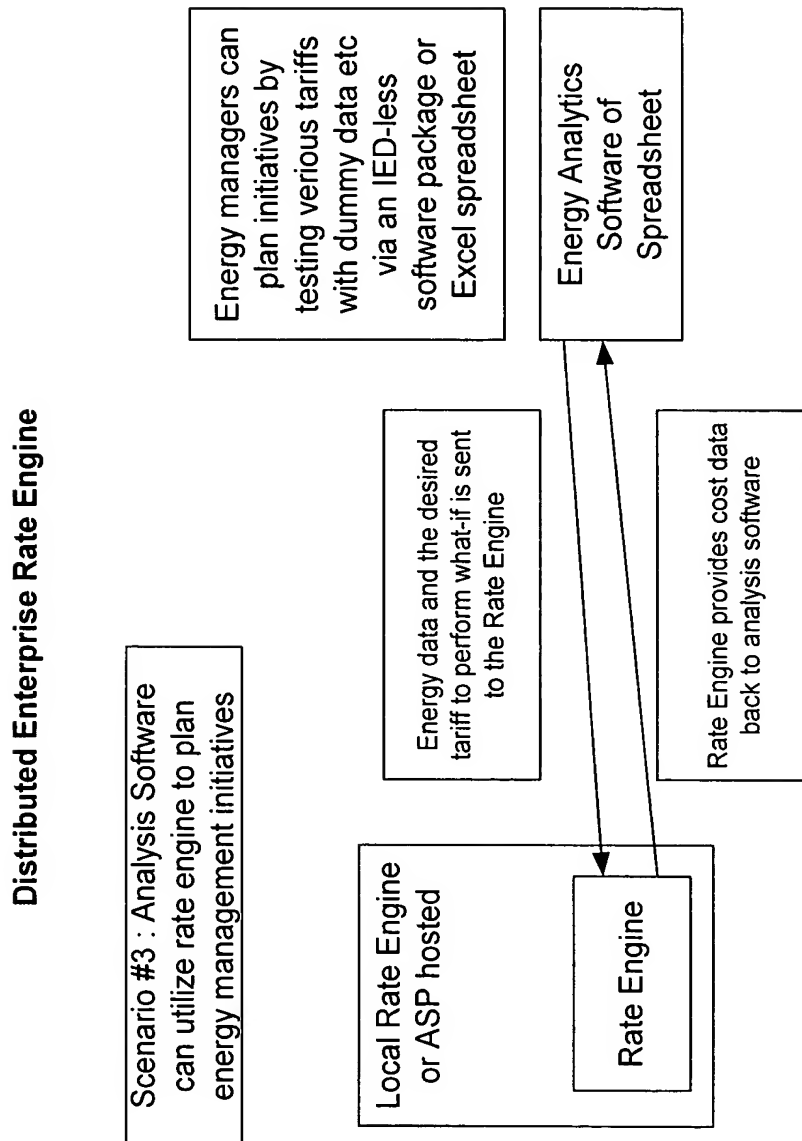 Distributed Enterprise Rate Engine
Scenario #3 : Analysis Software
can utilize rate engine to plan
energy management initiatives
Energy managers can
plan initiatives by
testing verious tariffs
with dummy data etc
via an IED-less
software package or
Excel spreadsheet
Energy data and the desired
tariff to perform what-if is sent
to the Rate Engine
Local Rate Engine
or ASP hosted
Rate Engine
Energy Analytics
Software of
Spreadsheet
Rate Engine provides cost data
back to analysis software